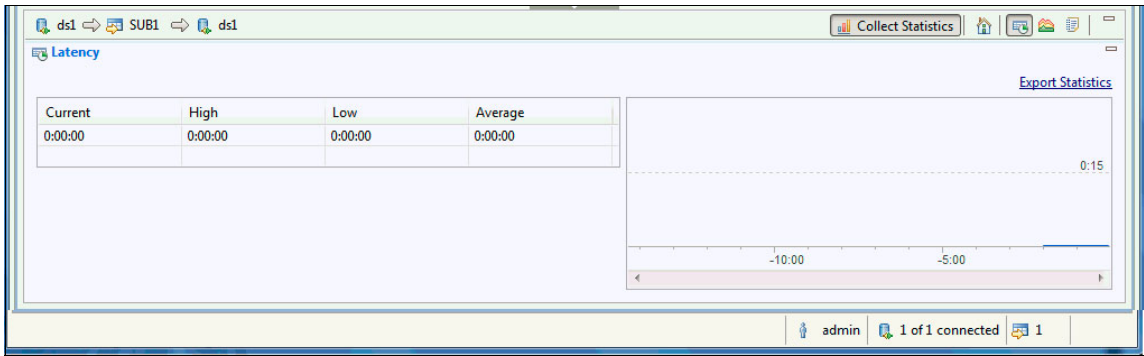 ds1 SUB1 ds1 Collect Statistics
Latency
Export Statistics
Current High Low Average
0:00:00 0:00:00 0:00:00 0:00:00
0:15
-10:00 -5:00
admin 1 of 1 connected 1